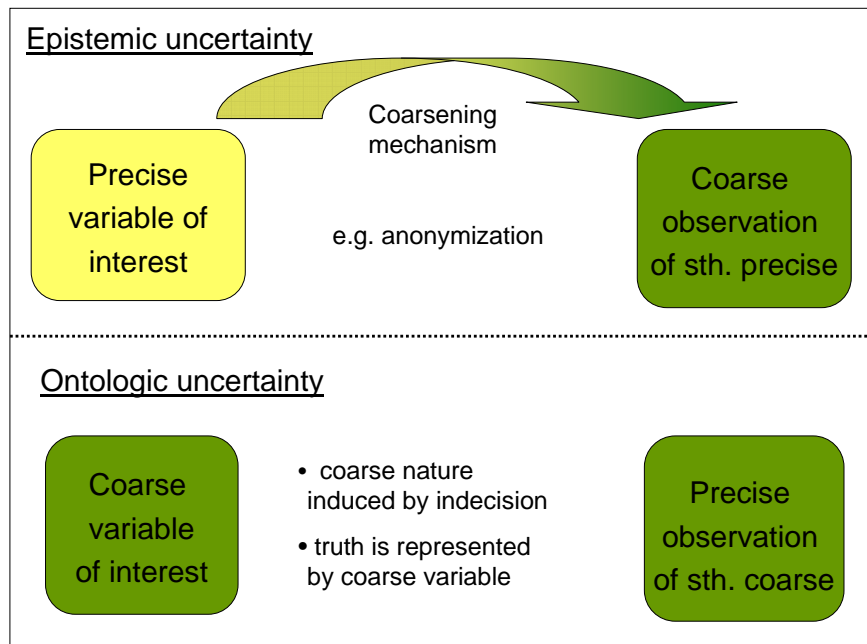 Epistemic uncertainty
Coarsening
mechanism
Precise
variable of
interest
e.g. anonymization
Coarse
observation
of sth. precise
Ontologic uncertainty
Coarse
variable
of interest
• coarse nature
induced by indecision
• truth is represented
by coarse variable
Precise
observation
of sth. coarse